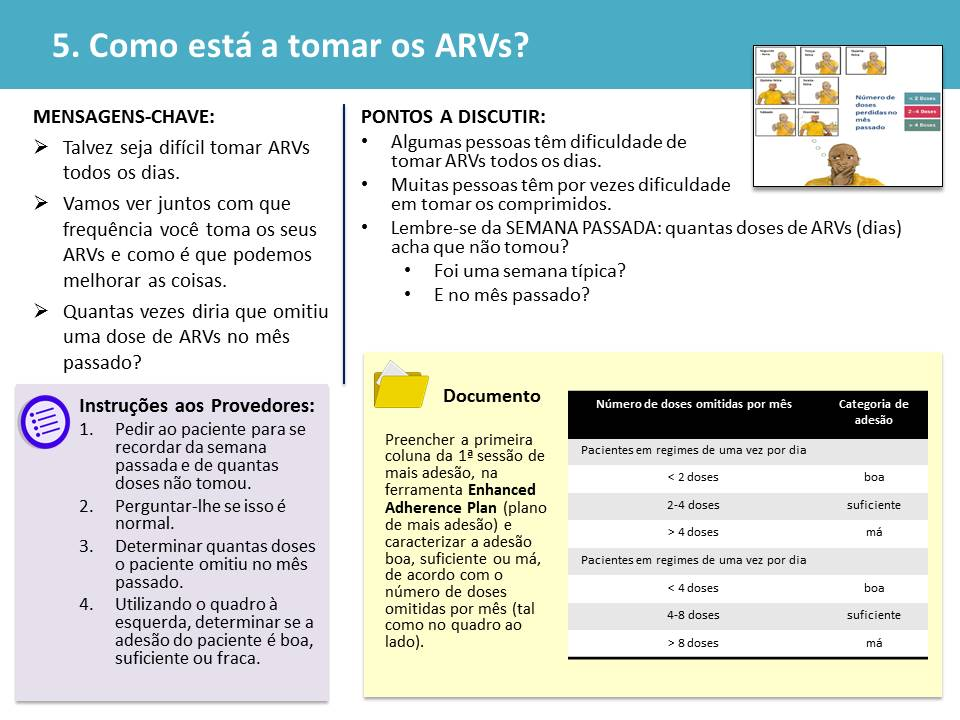 5. Como está a tomar os ARVs?
Segunda-feira
Quarta-feira
Sexta-feira
Sábado
Domingo
Número de
doses
perdidas no
mês
passado
< 2 Doses
2–4 Doses
> 4 Doses
MENSAGENS-CHAVE:
➢ Talvez seja difícil tomar ARVs
todos os dias.
➢ Vamos ver juntos com que
frequência você toma os seus
ARVs e como é que podemos
melhorar as coisas.
➢ Quantas vezes diria que omitiu
uma dose de ARVs no mês
passado?
PONTOS A DISCUTIR:
• Algumas pessoas têm dificuldade de
tomar ARVs todos os dias.
• Muitas pessoas têm por vezes dificuldade
em tomar os comprimidos.
• Lembre-se da SEMANA PASSADA: quantas doses de ARVs (dias)
acha que não tomou?
• Foi uma semana típica?
• E no mês passado?
Instruções aos Provedores:
1. Pedir ao paciente para se
recordar da semana
passada e de quantas
doses não tomou.
2. Perguntar-lhe se isso é
normal.
3. Determinar quantas doses
o paciente omitiu no mês
passado.
4. Utilizando o quadro à
esquerda, determinar se a
adesão do paciente é boa,
suficiente ou fraca.
Documento
Preencher a primeira
coluna da 1ª sessão de
mais adesão, na
ferramenta Enhanced
Adherence Plan (plano
de mais adesão) e
caracterizar a adesão
boa, suficiente ou má,
de acordo com o
número de doses
omitidas por mês (tal
como no quadro ao
lado).
Número de doses omitidas por mês Categoria de
adesão
Pacientes em regimes de uma vez por dia
< 2 doses boa
2-4 doses suficiente
> 4 doses má
Pacientes em regimes de uma vez por dia
< 4 doses boa
4-8 doses suficiente
> 8 doses má